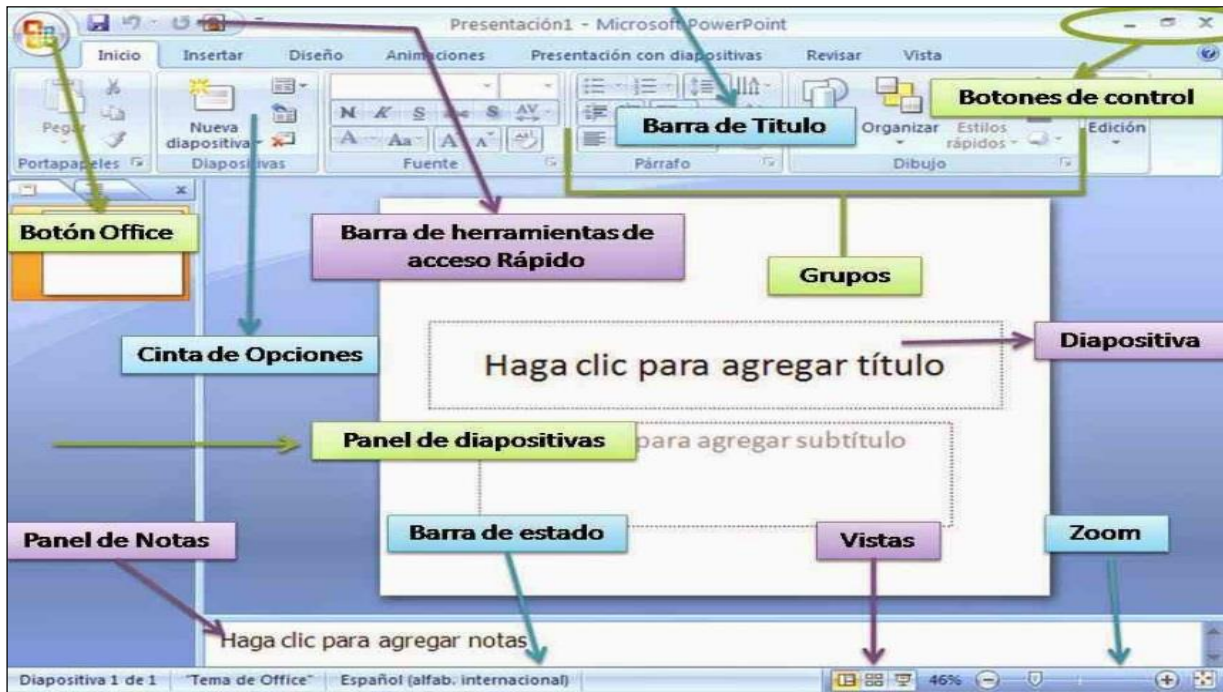 Presentación1 - Microsoft PowerPoint
Inicio Insertar Diseño Animaciones Presentación con diapositivas Revisar Vista
Botones de control
Barra de Titulo
Pegar
Nueva
diapositiva
N K S abc S AV
A Aa A A
Organizar
Estilos
rápidos
Edición
Portapapeles Diapositivas Fuente Párrafo Dibujo
Botón Office
Barra de herramientas de
acceso Rápido
Grupos
Cinta de Opciones
Diapositiva
Haga clic para agregar título
Panel de diapositivas
para agregar subtítulo
Panel de Notas
Barra de estado
Vistas
Zoom
Haga clic para agregar notas
Diapositiva 1 de 1 "Tema de Office" Español (alfab. internacional) 46%